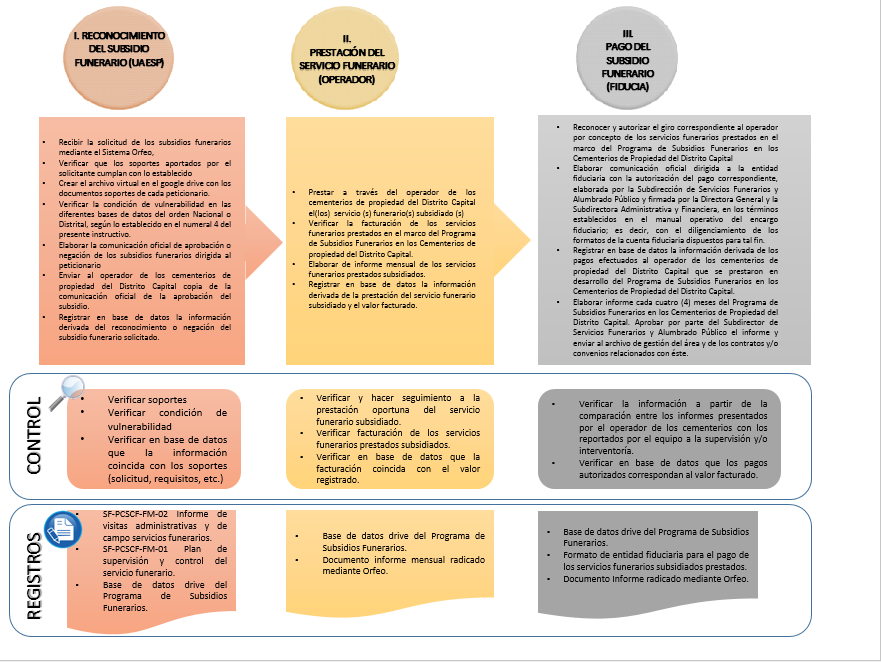 I. RECONOCIMIENTO
DEL SUBSIDIO
FUNERARIO (UAESP)
II.
PRESTACIÓN DEL
SERVICIO FUNERARIO
(OPERADOR)
III.
PAGO DEL
SUBSIDIO
FUNERARIO
(FIDUCIA)
• Recibir la solicitud de los subsidios funerarios
mediante el Sistema Orfeo,
• Verificar que los soportes aportados por el
solicitante cumplan con lo establecido
• Crear el archivo virtual en el google drive con los
documentos soportes de cada peticionario.
• Verificar la condición de vulnerabilidad en las
diferentes bases de datos del orden Nacional o
Distrital, según lo establecido en el numeral 4 del
presente instructivo.
• Elaborar la comunicación oficial de aprobación o
negación de los subsidios funerarios dirigida al
peticionario
• Enviar al operador de los cementerios de
propiedad del Distrito Capital copia de la
comunicación oficial de la aprobación del
subsidio.
• Registrar en base de datos la información
derivada del reconocimiento o negación del
subsidio funerario solicitado.
• Prestar a través del operador de los
cementerios de propiedad del Distrito Capital
el(los) servicio (s) funerario(s) subsidiado (s)
• Verificar la facturación de los servicios
funerarios prestados en el marco del Programa
de Subsidios Funerarios en los Cementerios de
propiedad del Distrito Capital.
• Elaborar de informe mensual de los servicios
funerarios prestados subsidiados.
• Registrar en base de datos la información
derivada de la prestación del servicio funerario
subsidiado y el valor facturado.
• Reconocer y autorizar el giro correspondiente al operador
por concepto de los servicios funerarios prestados en el
marco del Programa de Subsidios Funerarios en los
Cementerios de Propiedad del Distrito Capital
• Elaborar comunicación oficial dirigida a la entidad
fiduciaria con la autorización del pago correspondiente,
elaborada por la Subdirección de Servicios Funerarios y
Alumbrado Público y firmada por la Directora General y la
Subdirectora Administrativa y Financiera, en los términos
establecidos en el manual operativo del encargo
fiduciario; es decir, con el diligenciamiento de los
formatos de la cuenta fiduciaria dispuestos para tal fin.
• Registrar en base de datos la información derivada de los
pagos efectuados al operador de los cementerios de
propiedad del Distrito Capital que se prestaron en
desarrollo del Programa de Subsidios Funerarios en los
Cementerios de Propiedad del Distrito Capital.
• Elaborar informe cada cuatro (4) meses del Programa de
Subsidios Funerarios en los Cementerios de Propiedad del
Distrito Capital. Aprobar por parte del Subdirector de
Servicios Funerarios y Alumbrado Público el informe y
enviar al archivo de gestión del área y de los contratos y/o
convenios relacionados con éste.
CONTROL
• Verificar soportes
• Verificar condición de
vulnerabilidad
• Verificar en base de datos
que la información
coincida con los soportes
(solicitud, requisitos, etc.)
• Verificar y hacer seguimiento a la
prestación oportuna del servicio
funerario subsidiado.
• Verificar facturación de los servicios
funerarios prestados subsidiados.
• Verificar en base de datos que la
facturación coincida con el valor
registrado.
• Verificar la información a partir de la
comparación entre los informes presentados
por el operador de los cementerios con los
reportados por el equipo a la supervisión y/o
interventoría.
• Verificar en base de datos que los pagos
autorizados correspondan al valor facturado.
REGISTROS
• SF-PCSCF-FM-02 Informe de
visitas administrativas y de
campo servicios funerarios.
• SF-PCSCF-FM-01 Plan de
supervisión y control del
servicio funerario.
• Base de datos drive del
Programa de Subsidios
Funerarios.
• Base de datos drive del Programa de
Subsidios Funerarios.
• Documento informe mensual radicado
mediante Orfeo.
• Base de datos drive del Programa de Subsidios
Funerarios.
• Formato de entidad fiduciaria para el pago de
los servicios funerarios subsidiados prestados.
• Documento Informe radicado mediante Orfeo.